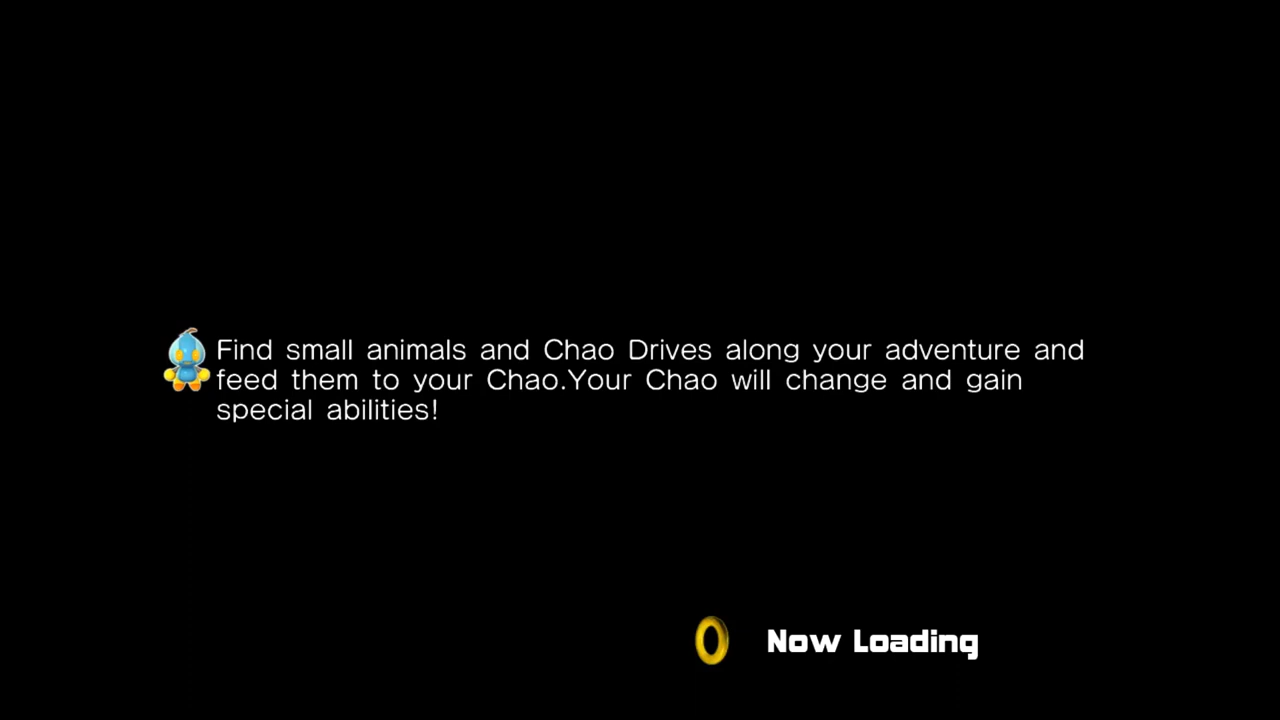 Find small animals and Chao Drives along your adventure and
feed them to your Chao.Your Chao will change and gain
special abilities!
Now Loading